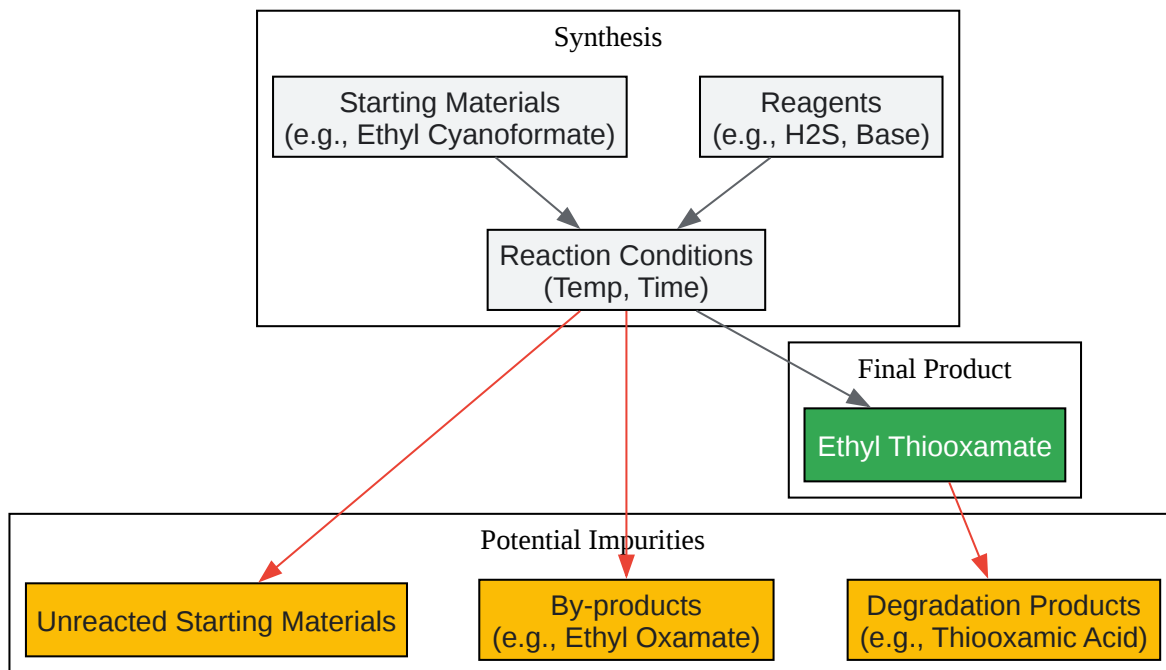 Synthesis
Starting Materials
(e.g., Ethyl Cyanoformate)
Reagents
(e.g., H2S, Base)
Reaction Conditions
(Temp, Time)
Final Product
Ethyl Thiooxamate
Potential Impurities
Unreacted Starting Materials
By-products
(e.g., Ethyl Oxamate)
Degradation Products
(e.g., Thiooxamic Acid)